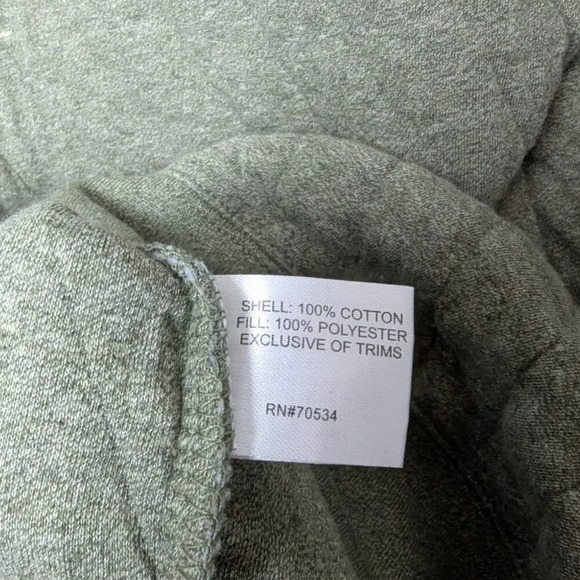 SHELL: 100% COTTON
FILL: 100% POLYESTER
EXCLUSIVE OF TRIMS
RN#70534